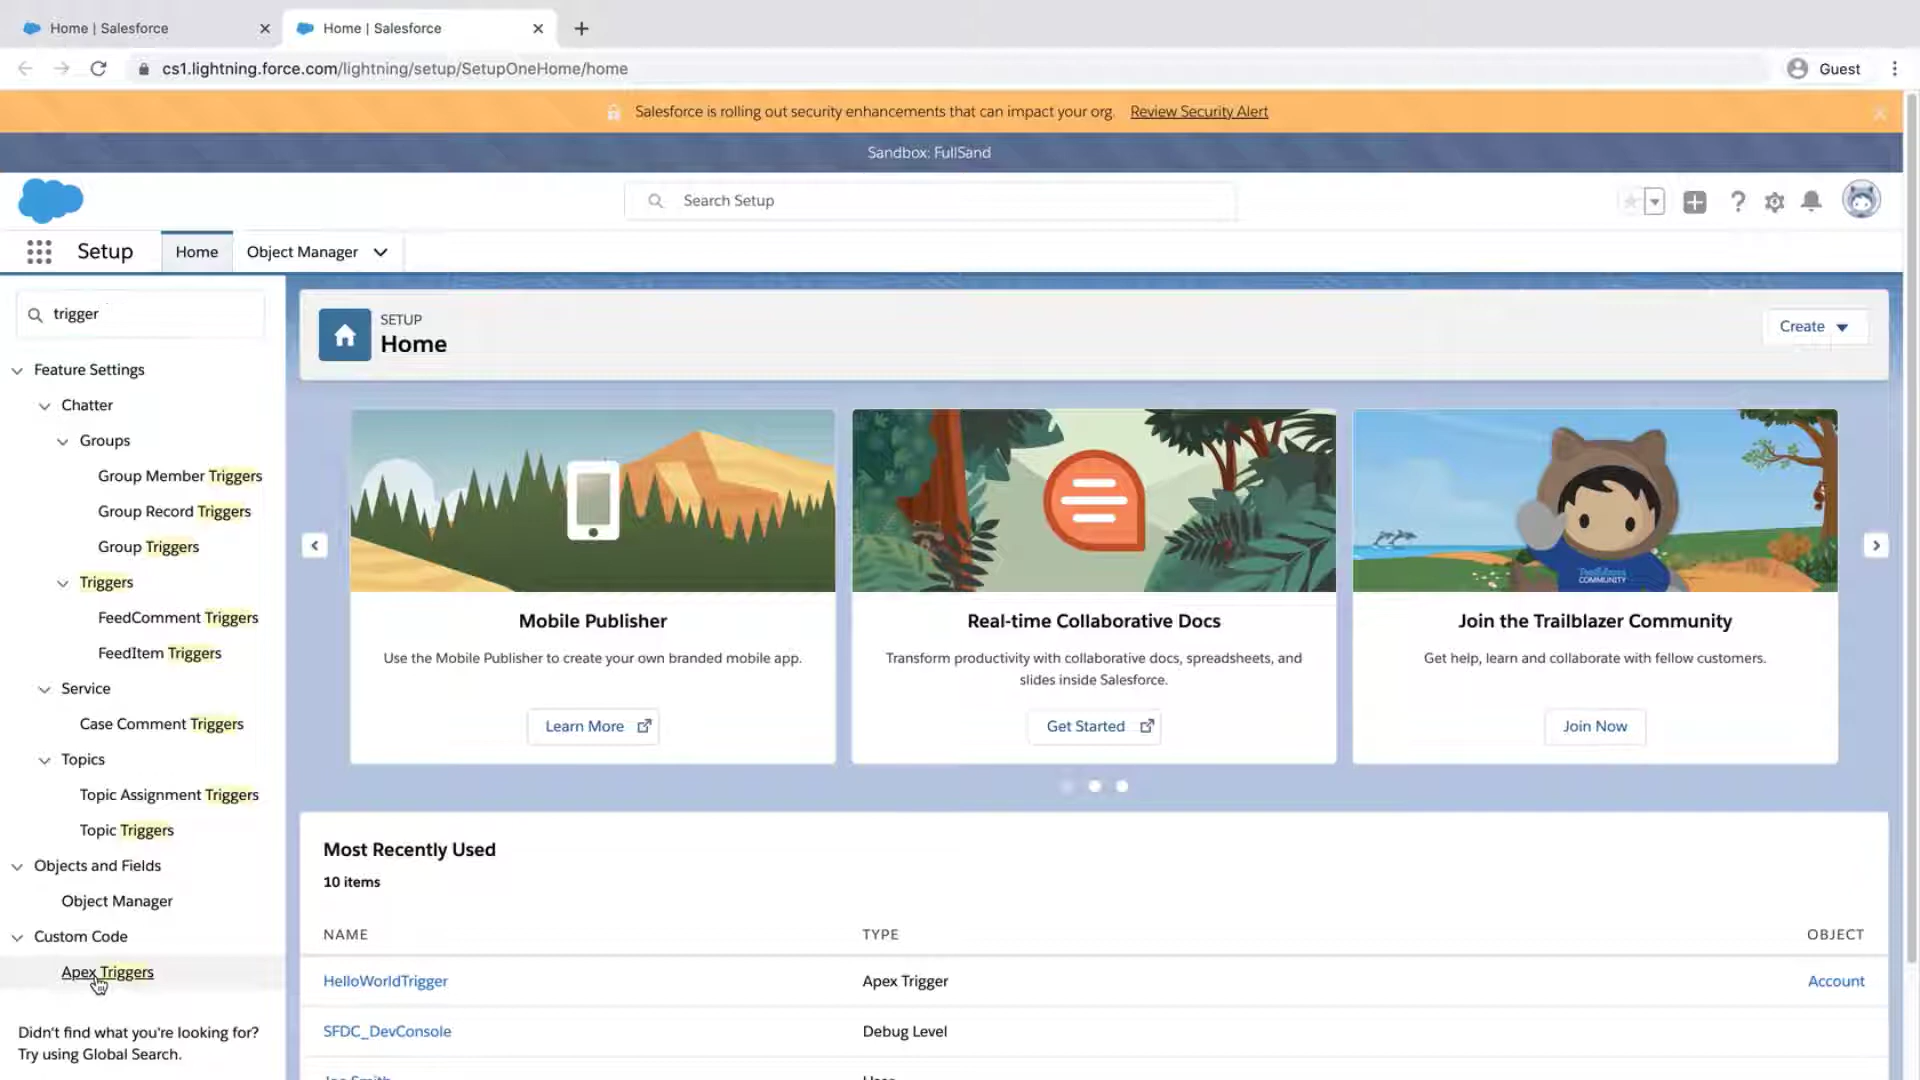 Home | Salesforce
Home | Salesforce
cs1.lightning.force.com/lightning/setup/SetupOneHome/home
Guest
Salesforce is rolling out security enhancements that can impact your org. Review Security Alert
Sandbox: FullSand
Search Setup
Setup
Home
Object Manager
trigger
Feature Settings
Chatter
Groups
Group Member Triggers
Group Record Triggers
Group Triggers
Triggers
FeedComment Triggers
FeedItem Triggers
Service
Case Comment Triggers
Topics
Topic Assignment Triggers
Topic Triggers
Objects and Fields
Object Manager
Custom Code
Apex Triggers
Didn't find what you're looking for?
Try using Global Search.
SETUP
Home
Create
Mobile Publisher
Use the Mobile Publisher to create your own branded mobile app.
Learn More
Real-time Collaborative Docs
Transform productivity with collaborative docs, spreadsheets, and
slides inside Salesforce.
Get Started
COMMUNITY
Join the Trailblazer Community
Get help, learn and collaborate with fellow customers.
Join Now
Most Recently Used
10 items
NAME TYPE OBJECT
HelloWorldTrigger Apex Trigger Account
SFDC_DevConsole Debug Level